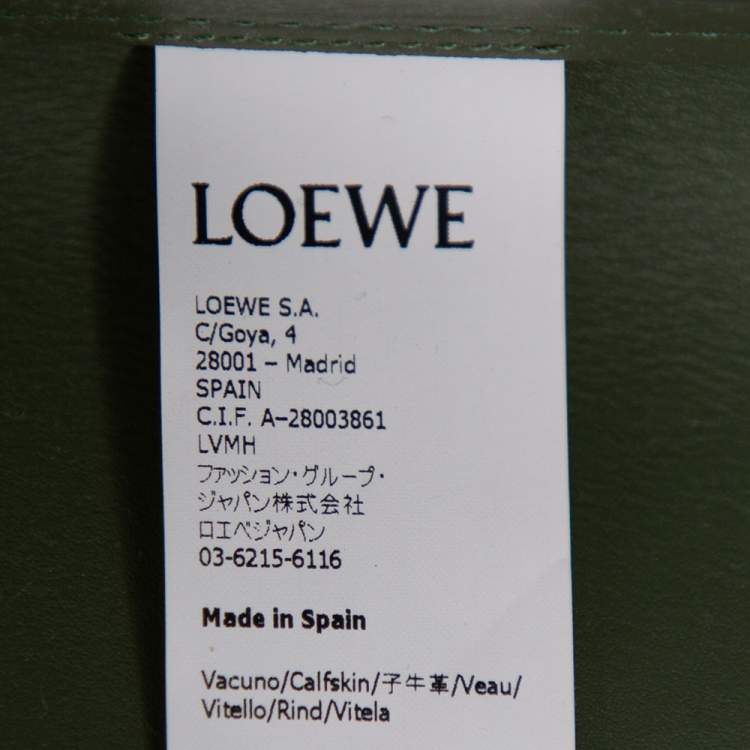 LOEWE
LOEWE S.A.
C/Goya, 4
28001 – Madrid
SPAIN
C.I.F. A–28003861
LVMH
ファッション・グループ・
ジャパン株式会社
ロエベジャパン
03-6215-6116
Made in Spain
Vacuno/Calfskin/子牛革/Veau/
Vitello/Rind/Vitela